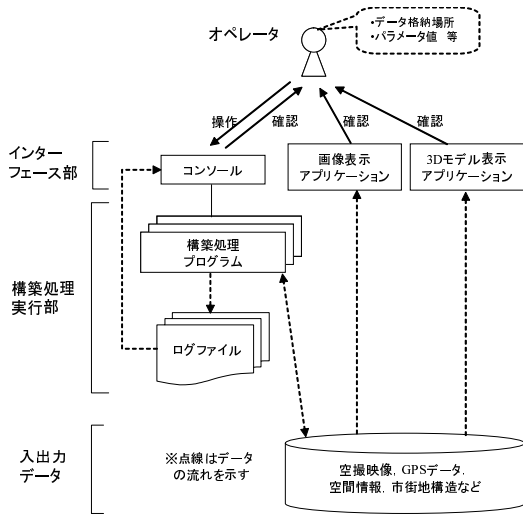 オペレータ
•データ格納場所
•パラメータ値 等
操作
確認
確認
確認
インター
フェース部
コンソール
画像表示
アプリケーション
3Dモデル表示
アプリケーション
構築処理
実行部
構築処理
プログラム
ログファイル
入出力
データ
※点線はデータ
の流れを示す
空撮映像, GPSデータ,
空間情報, 市街地構造など